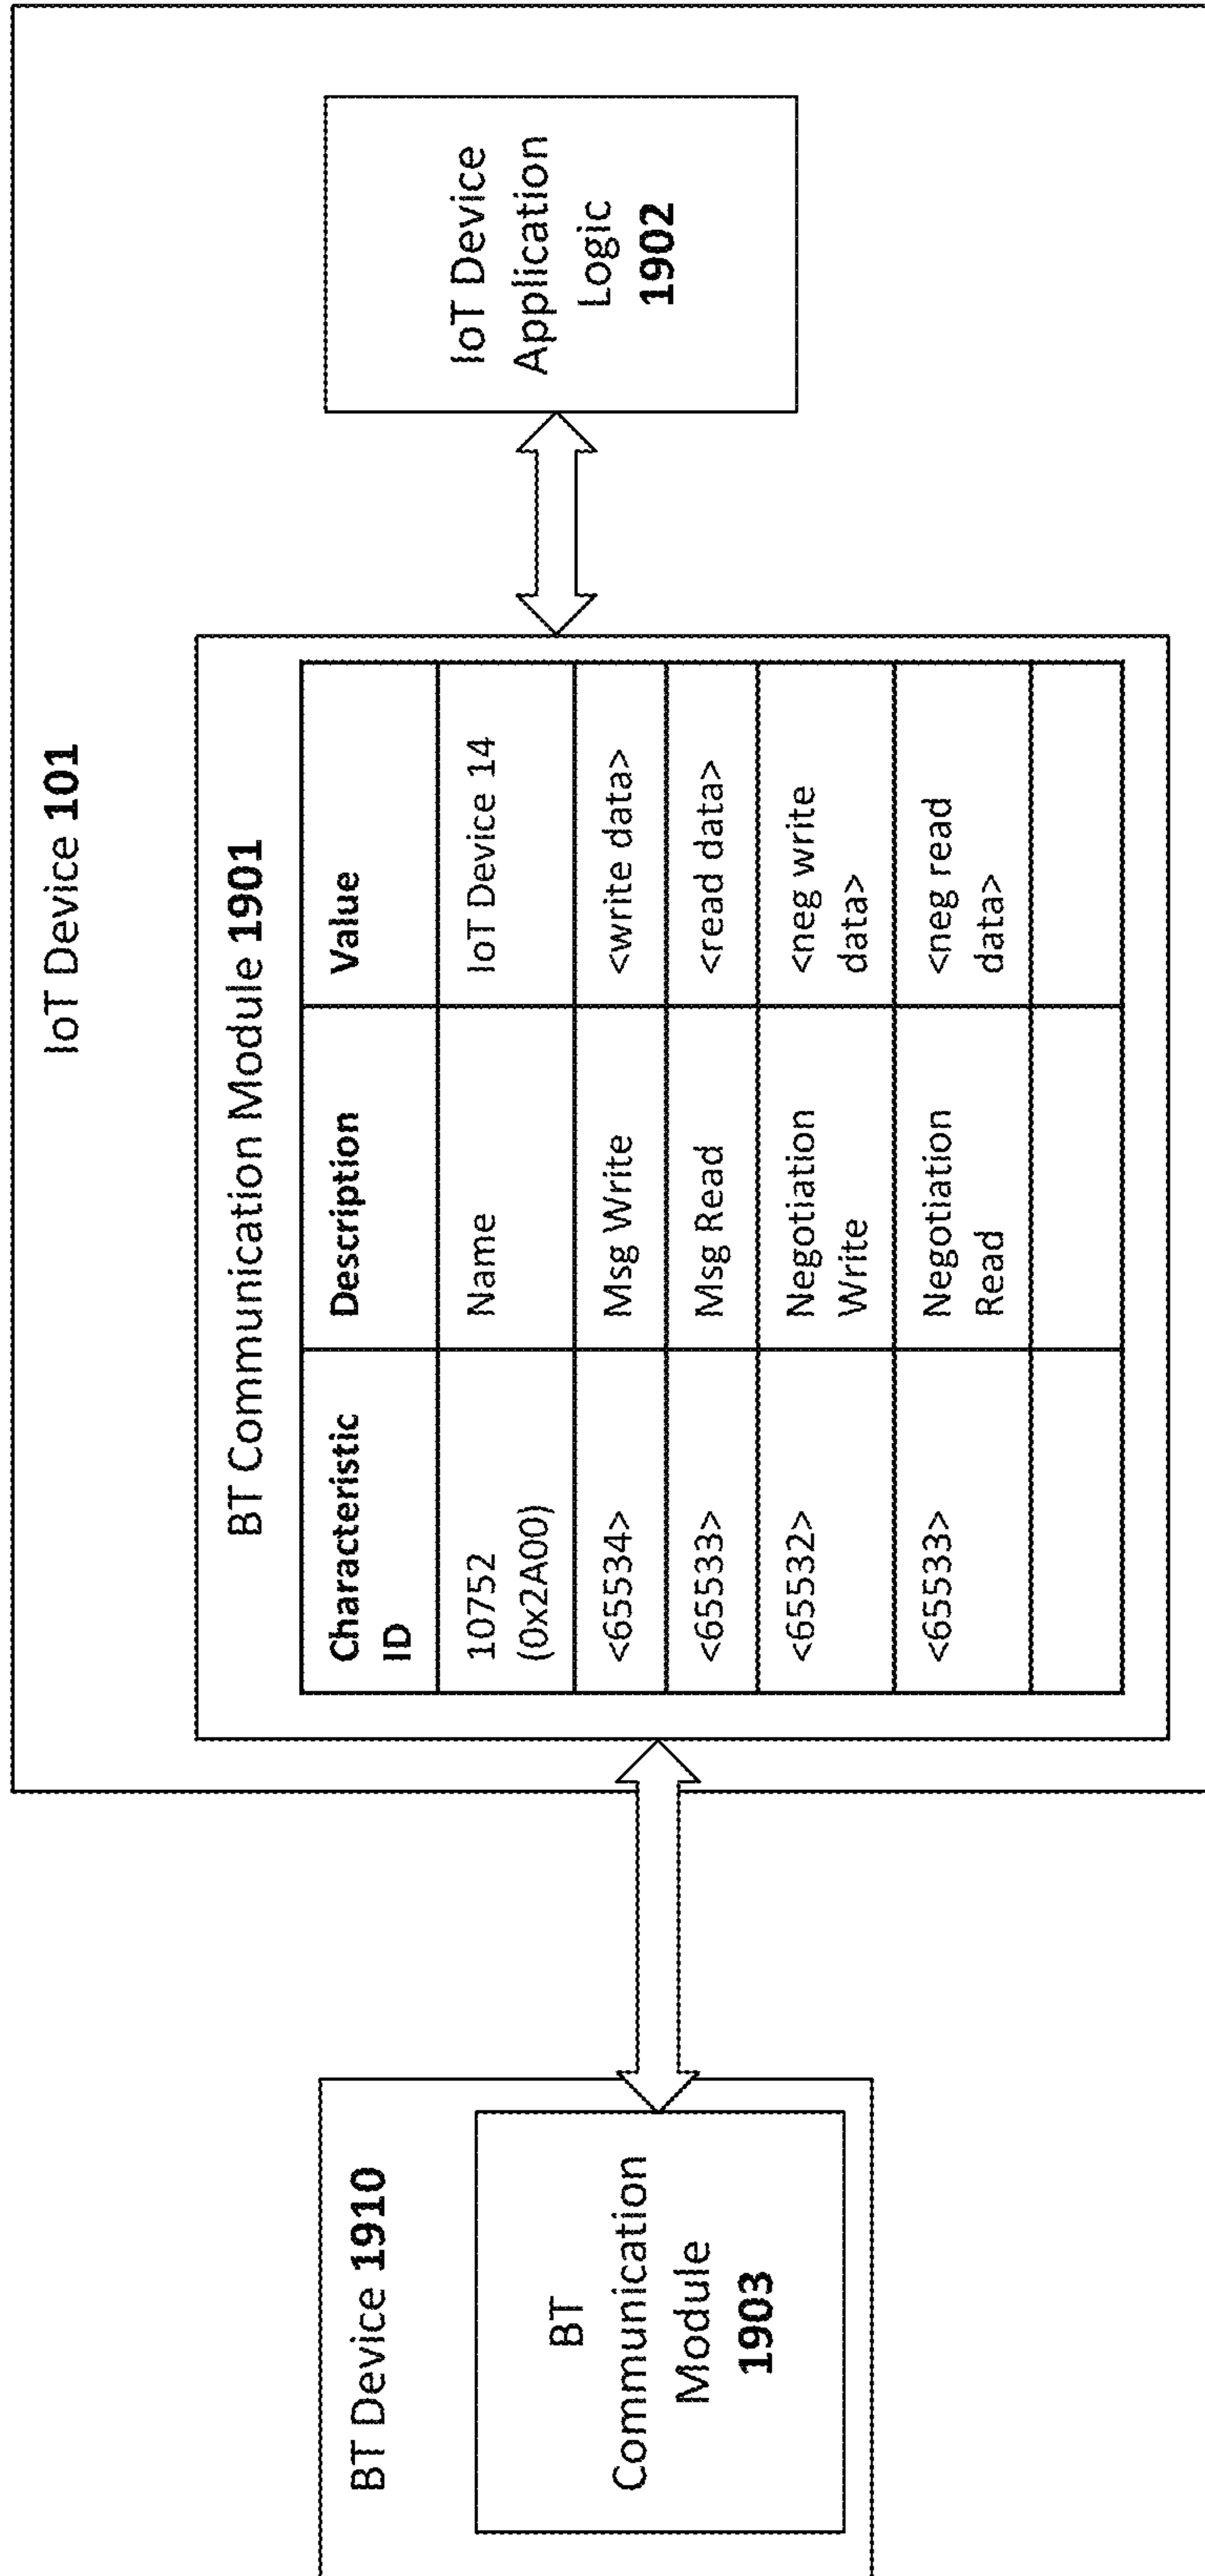 IoT Device 101
BT Device 1910
BT
Communication
Module
1903
BT Communication Module 1901
Characteristic ID Description Value
10752 (0x2A00) Name IoT Device 14
<65534> Msg Write <write data>
<65533> Msg Read <read data>
<65532> Negotiation Write <neg write data>
<65533> Negotiation Read <neg read data>
IoT Device
Application
Logic
1902